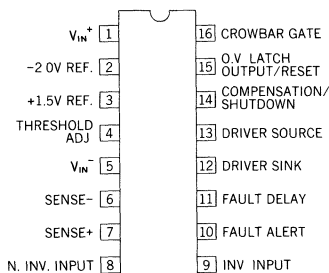 VIN+ 1
-2 0V REF. 2
+1.5V REF. 3
THRESHOLD
ADJ 4
VIN- 5
SENSE- 6
SENSE+ 7
N. INV. INPUT 8
16 CROWBAR GATE
15 O.V LATCH
OUTPUT/RESET
14 COMPENSATION/
SHUTDOWN
13 DRIVER SOURCE
12 DRIVER SINK
11 FAULT DELAY
10 FAULT ALERT
9 INV INPUT